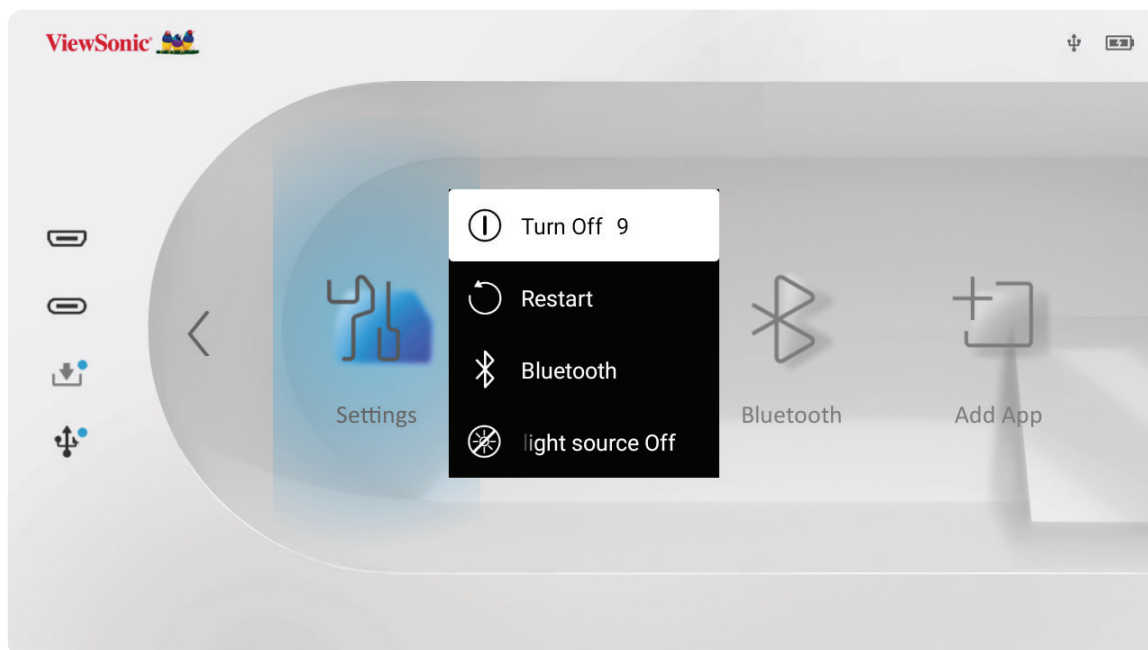 ViewSonic
Turn Off 9
Restart
Bluetooth
light source Off
Settings
Bluetooth
Add App